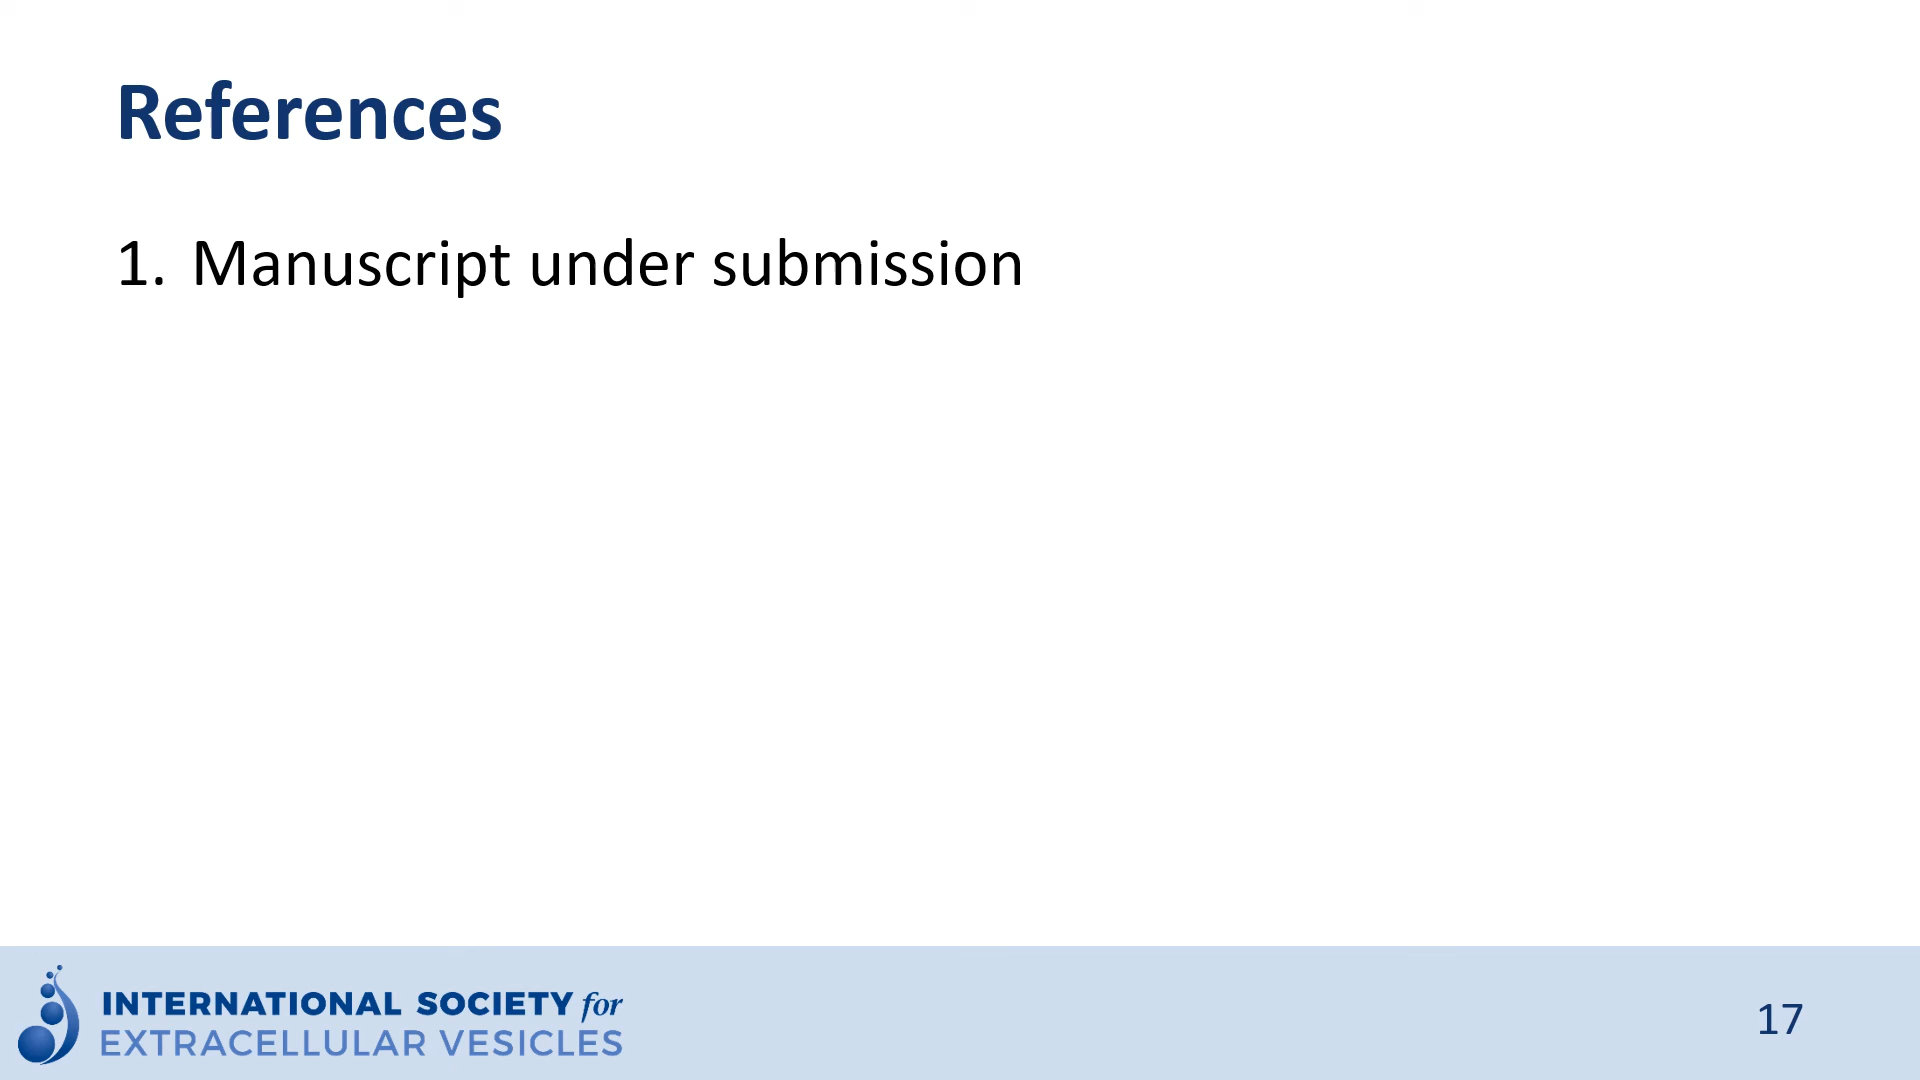 References
1. Manuscript under submission
INTERNATIONAL SOCIETY for
EXTRACELLULAR VESICLES
17